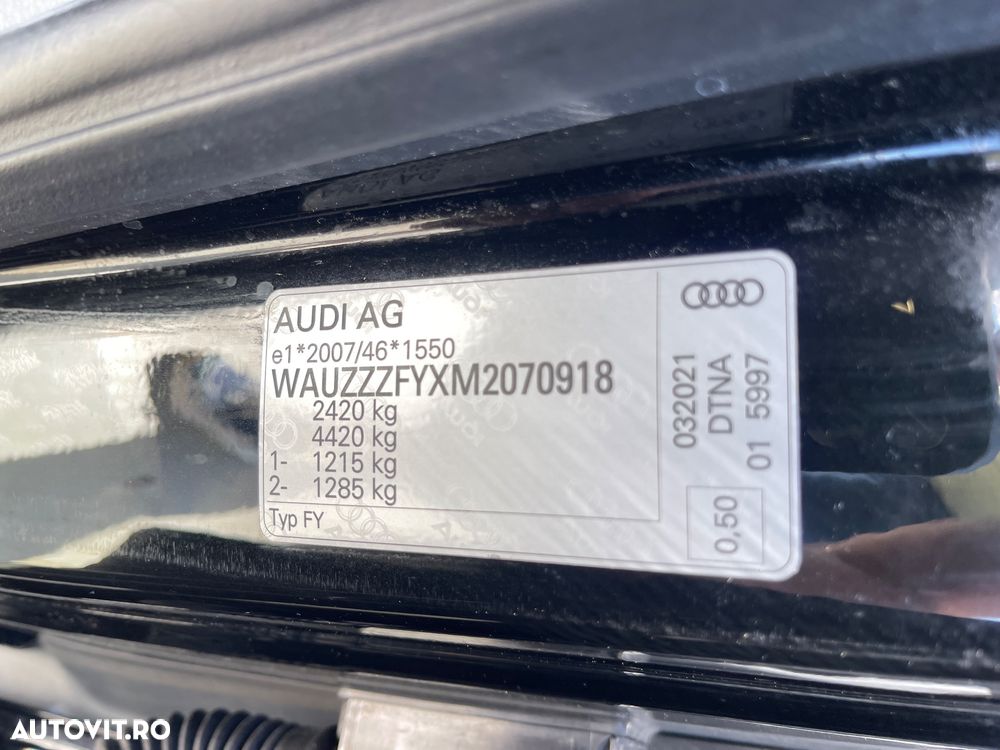 AUDI AG
e1*2007/46*1550
WAUZZZFYXM2070918
2420 kg
4420 kg
1- 1215 kg
2- 1285 kg
Typ FY
032021
DTNA
01 5997
0,50
AUTOVIT.RO